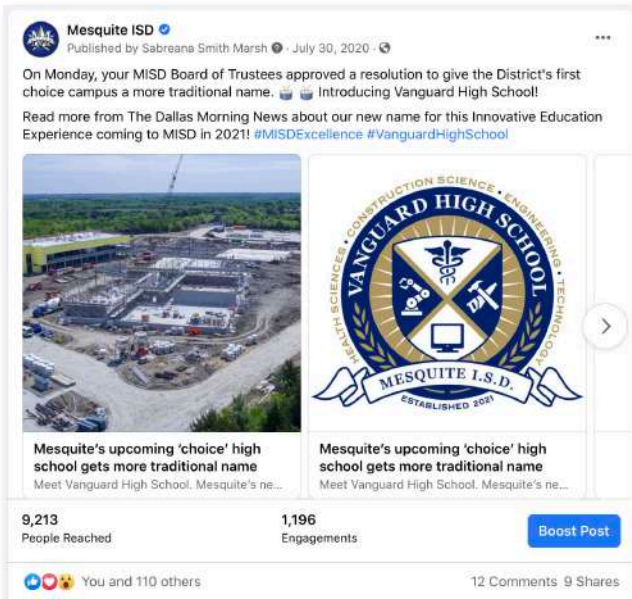 Mesquite ISD
Published by Sabreana Smith Marsh · July 30, 2020 ·
On Monday, your MISD Board of Trustees approved a resolution to give the District's first
choice campus a more traditional name. 🥁 🥁 Introducing Vanguard High School!
Read more from The Dallas Morning News about our new name for this Innovative Education
Experience coming to MISD in 2021! #MISDExcellence #VanguardHighSchool
HEALTH SCIENCES • CONSTRUCTION SCIENCE • ENGINEERING • TECHNOLOGY
VANGUARD HIGH SCHOOL
MESQUITE I.S.D.
ESTABLISHED 2021
Mesquite's upcoming 'choice' high
school gets more traditional name
Meet Vanguard High School. Mesquite's ne...
Mesquite's upcoming 'choice' high
school gets more traditional name
Meet Vanguard High School. Mesquite's ne...
9,213
People Reached
1,196
Engagements
Boost Post
You and 110 others
12 Comments 9 Shares